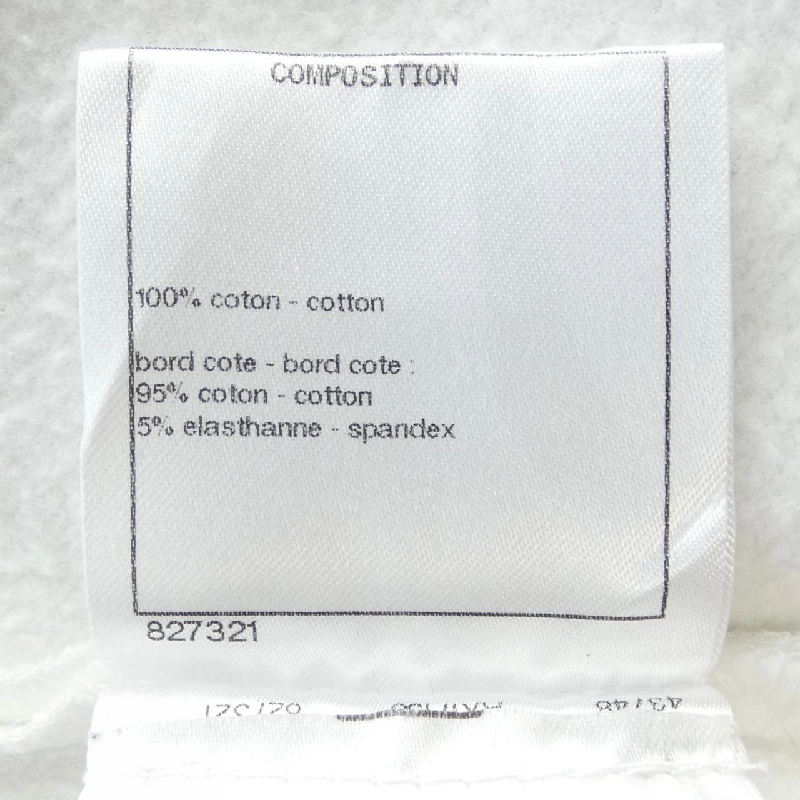 COMPOSITION
100% coton - cotton
bord cote - bord cote :
95% coton - cotton
5% elasthanne - spandex
827321